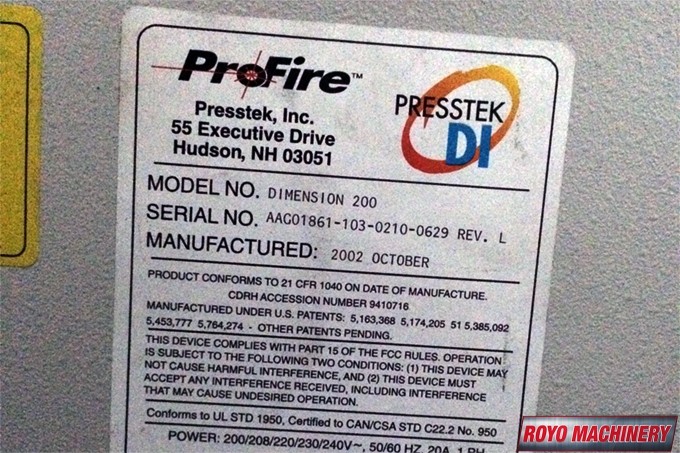 ProFire™
Presstek, Inc.
55 Executive Drive
Hudson, NH 03051
PRESSTEK
DI
MODEL NO. DIMENSION 200
SERIAL NO. AAG01861-103-0210-0629 REV. L
MANUFACTURED: 2002 OCTOBER
PRODUCT CONFORMS TO 21 CFR 1040 ON DATE OF MANUFACTURE.
CDRH ACCESSION NUMBER 9410716
MANUFACTURED UNDER U.S. PATENTS: 5,163,368 5,174,205 51 5,385,092
5,453,777 5,764,274 - OTHER PATENTS PENDING.
THIS DEVICE COMPLIES WITH PART 15 OF THE FCC RULES. OPERATION
IS SUBJECT TO THE FOLLOWING TWO CONDITIONS: (1) THIS DEVICE MAY
NOT CAUSE HARMFUL INTERFERENCE, AND (2) THIS DEVICE MUST
ACCEPT ANY INTERFERENCE RECEIVED, INCLUDING INTERFERENCE
THAT MAY CAUSE UNDESIRED OPERATION.
Conforms to UL STD 1950, Certified to CAN/CSA STD C22.2 No. 950
POWER: 200/208/220/230/240V~, 50/60 HZ, 20A, 1 PH
ROYO MACHINERY